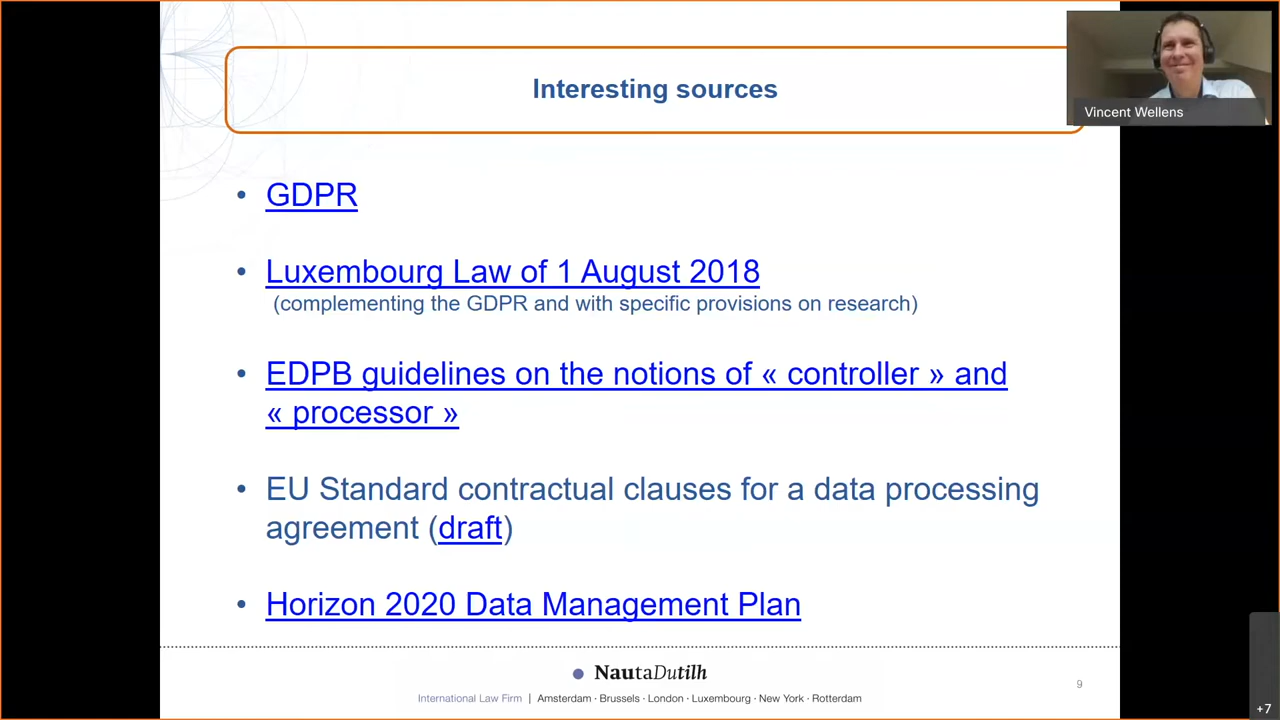 Interesting sources
Vincent Wellens
• GDPR
• Luxembourg Law of 1 August 2018
(complementing the GDPR and with specific provisions on research)
• EDPB guidelines on the notions of « controller » and
« processor »
• EU Standard contractual clauses for a data processing
agreement (draft)
• Horizon 2020 Data Management Plan
NautaDutilh
International Law Firm | Amsterdam · Brussels · London · Luxembourg · New York · Rotterdam
9
+7